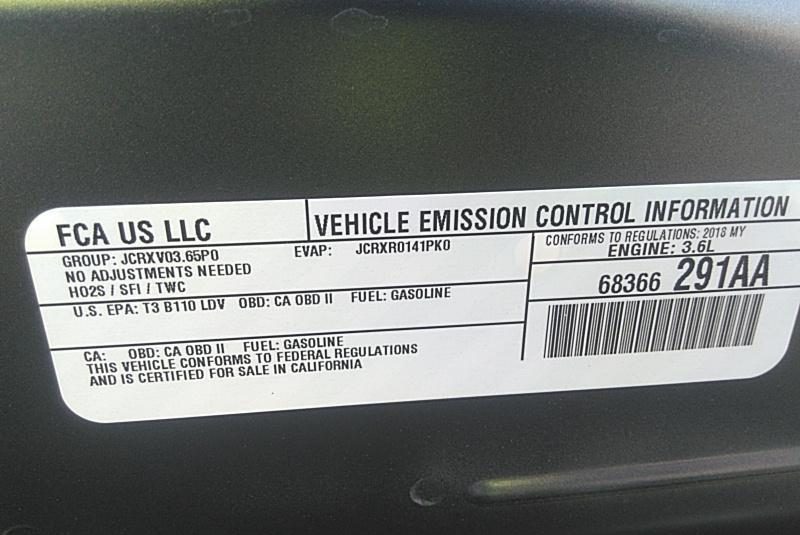 FCA US LLC
VEHICLE EMISSION CONTROL INFORMATION
GROUP: JCRXV03.65P0
EVAP: JCRXR0141PK0
CONFORMS TO REGULATIONS: 2018 MY
NO ADJUSTMENTS NEEDED
ENGINE: 3.6L
HO2S / SFI / TWC
68366 291AA
U.S. EPA: T3 B110 LDV OBD: CA OBD II FUEL: GASOLINE
CA: OBD: CA OBD II FUEL: GASOLINE
THIS VEHICLE CONFORMS TO FEDERAL REGULATIONS
AND IS CERTIFIED FOR SALE IN CALIFORNIA